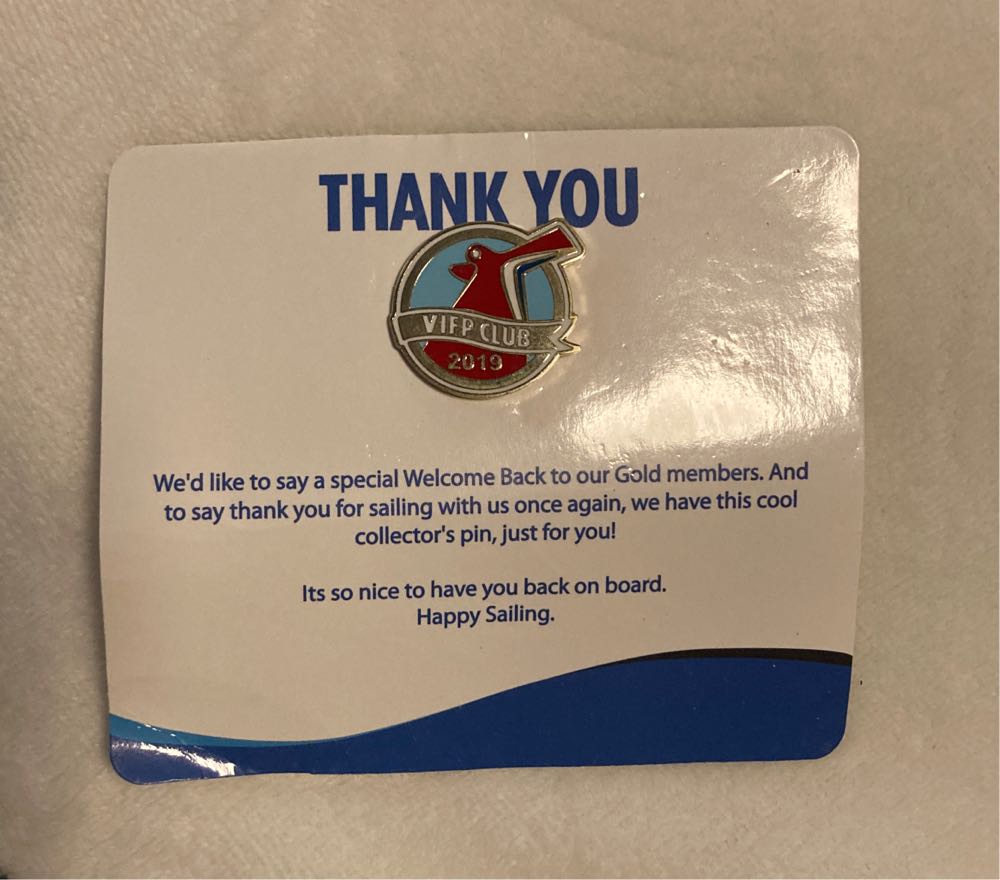 THANK YOU
VIFP CLUB
2019
We'd like to say a special Welcome Back to our Gold members. And
to say thank you for sailing with us once again, we have this cool
collector's pin, just for you!
Its so nice to have you back on board.
Happy Sailing.